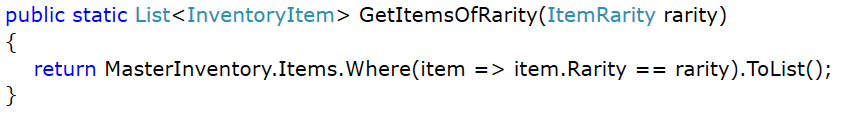 public static List<InventoryItem> GetItemsOfRarity(ItemRarity rarity)
{
    return MasterInventory.Items.Where(item => item.Rarity == rarity).ToList();
}